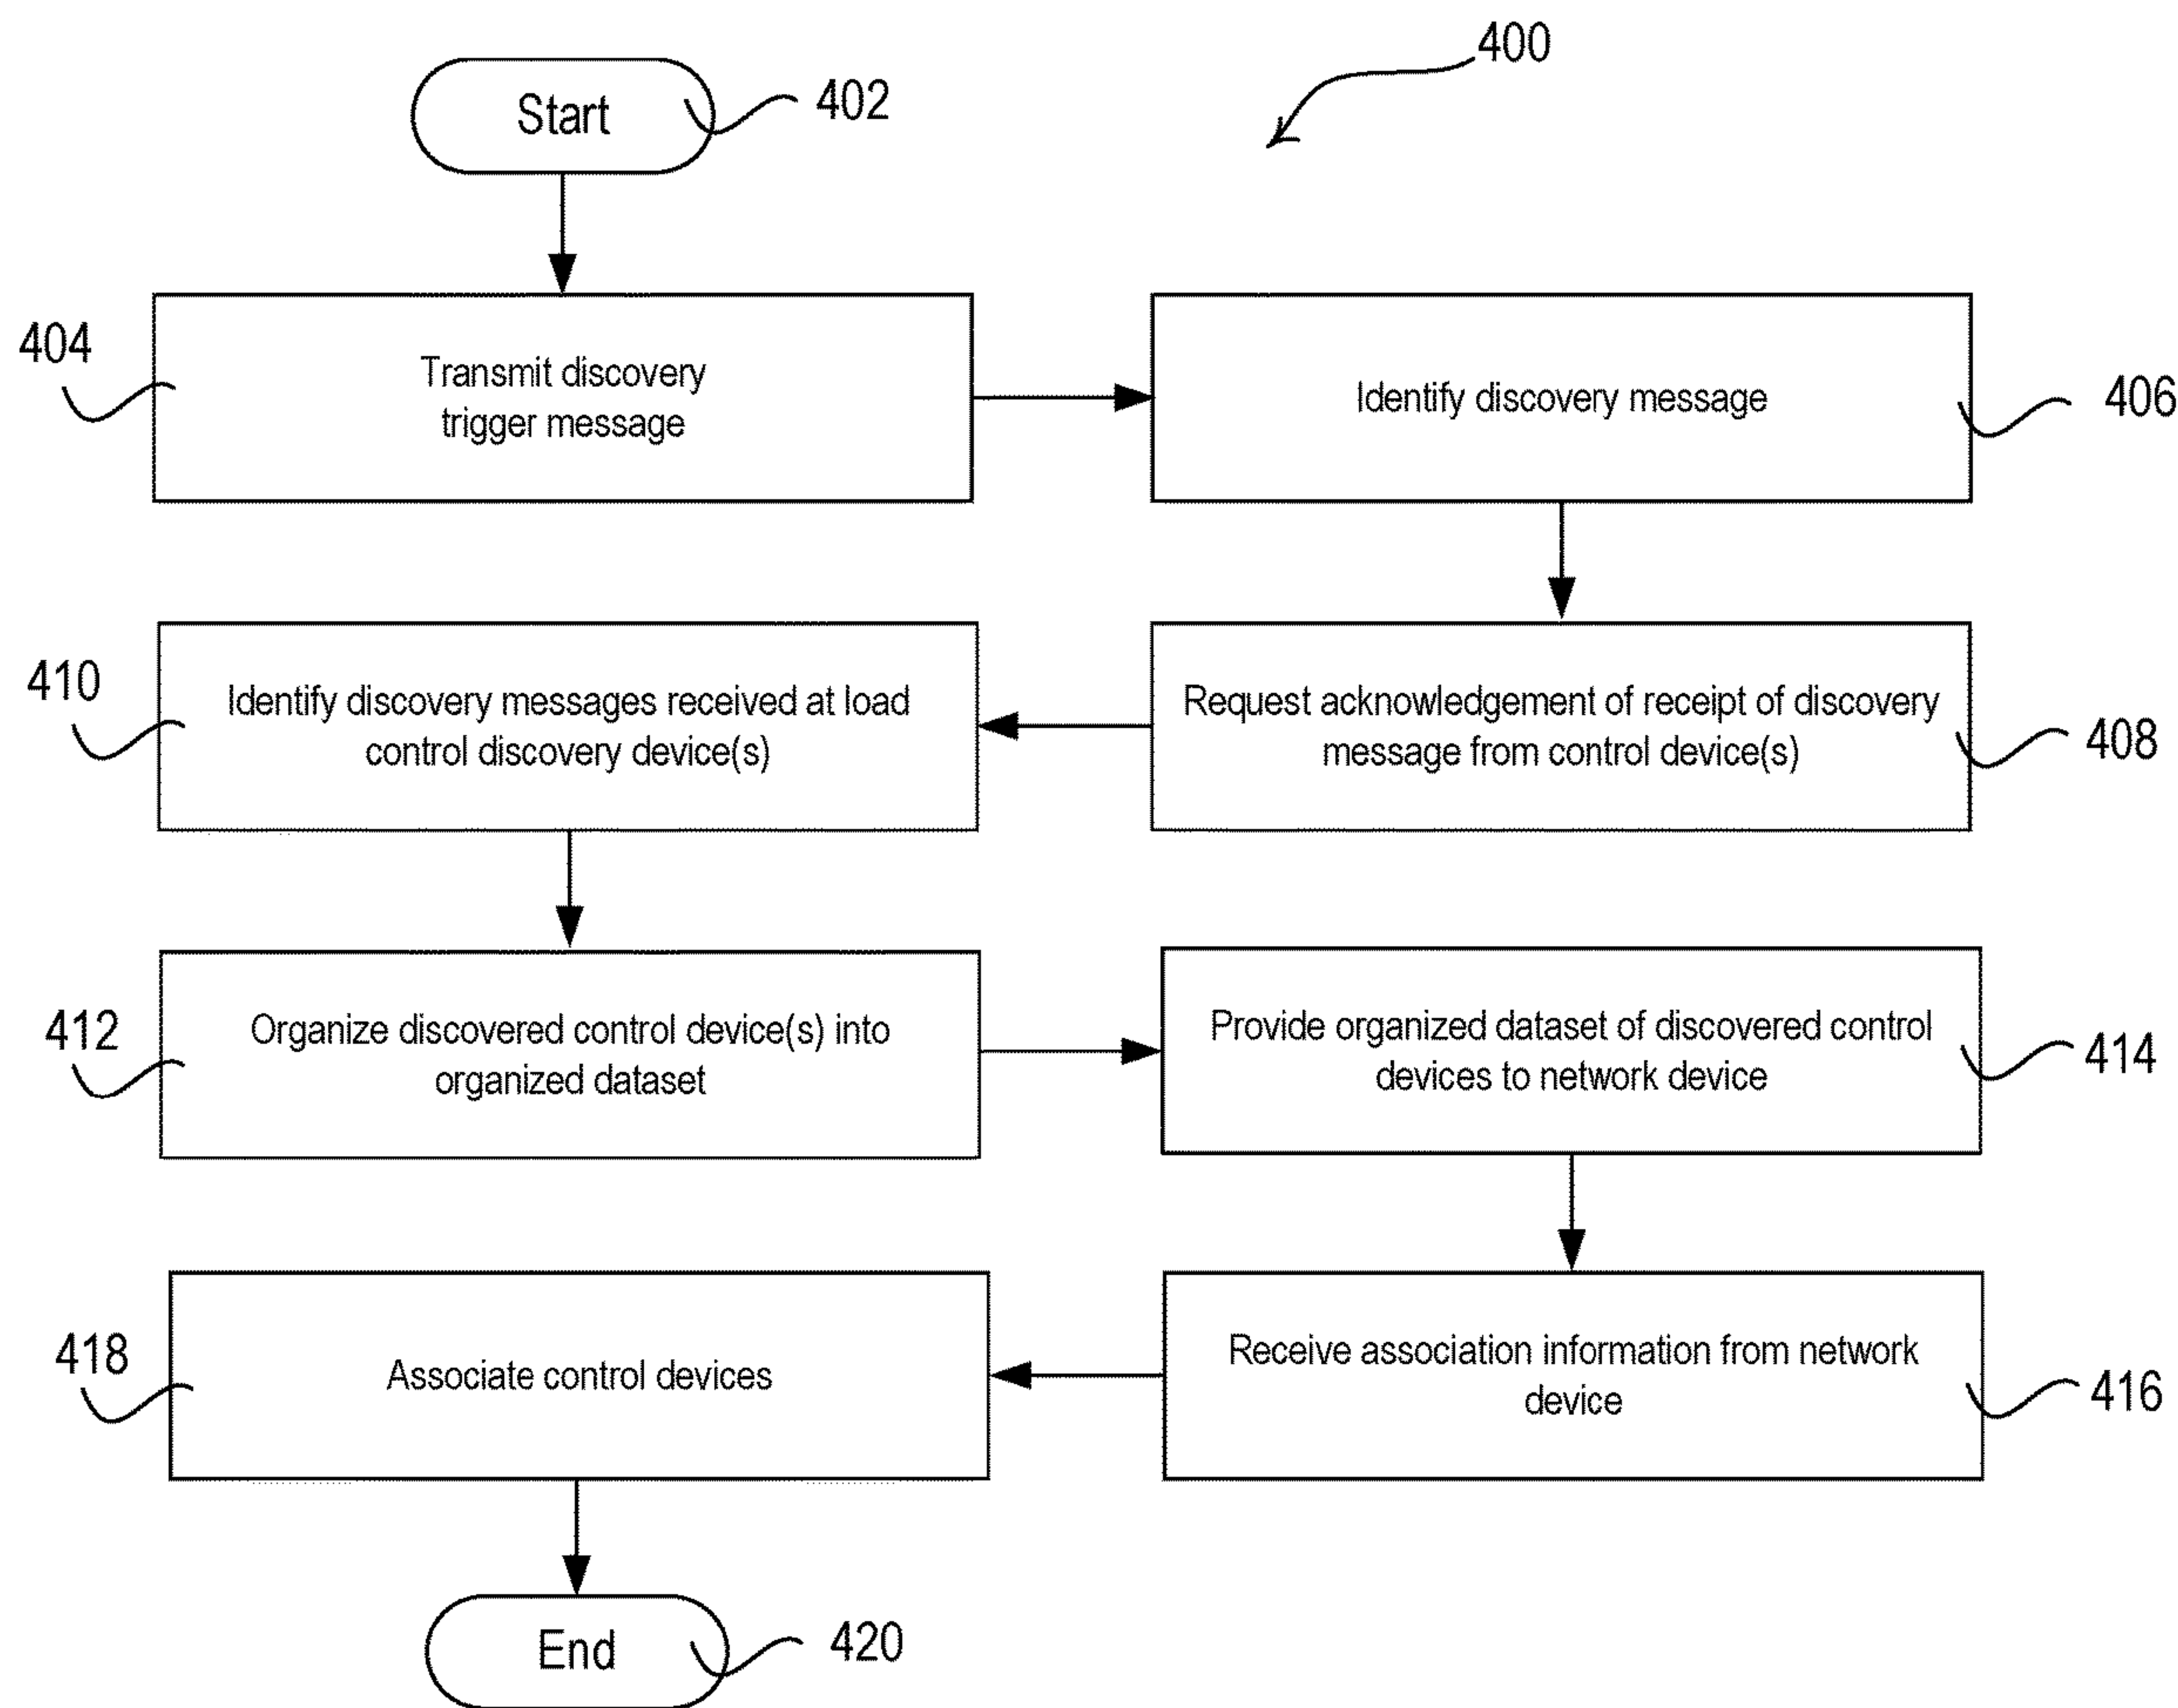 400
Start
402
404
Transmit discovery
trigger message
Identify discovery message
406
410
Identify discovery messages received at load
control discovery device(s)
Request acknowledgement of receipt of discovery
message from control device(s)
408
412
Organize discovered control device(s) into
organized dataset
Provide organized dataset of discovered control
devices to network device
414
418
Associate control devices
Receive association information from network
device
416
End
420